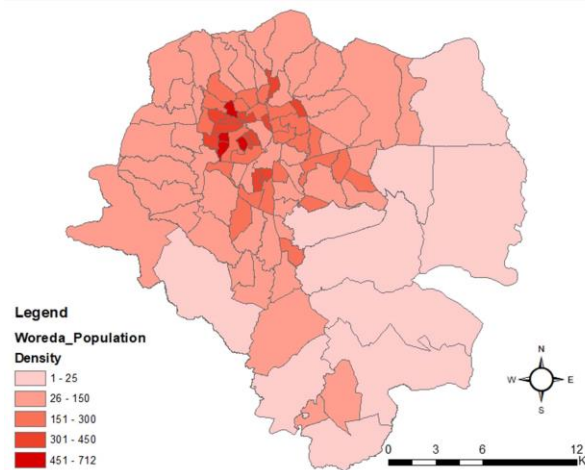 Legend
Woreda_Population
Density
1 - 25
26 - 150
151 - 300
301 - 450
451 - 712
N
W E
S
0 3 6 12
K